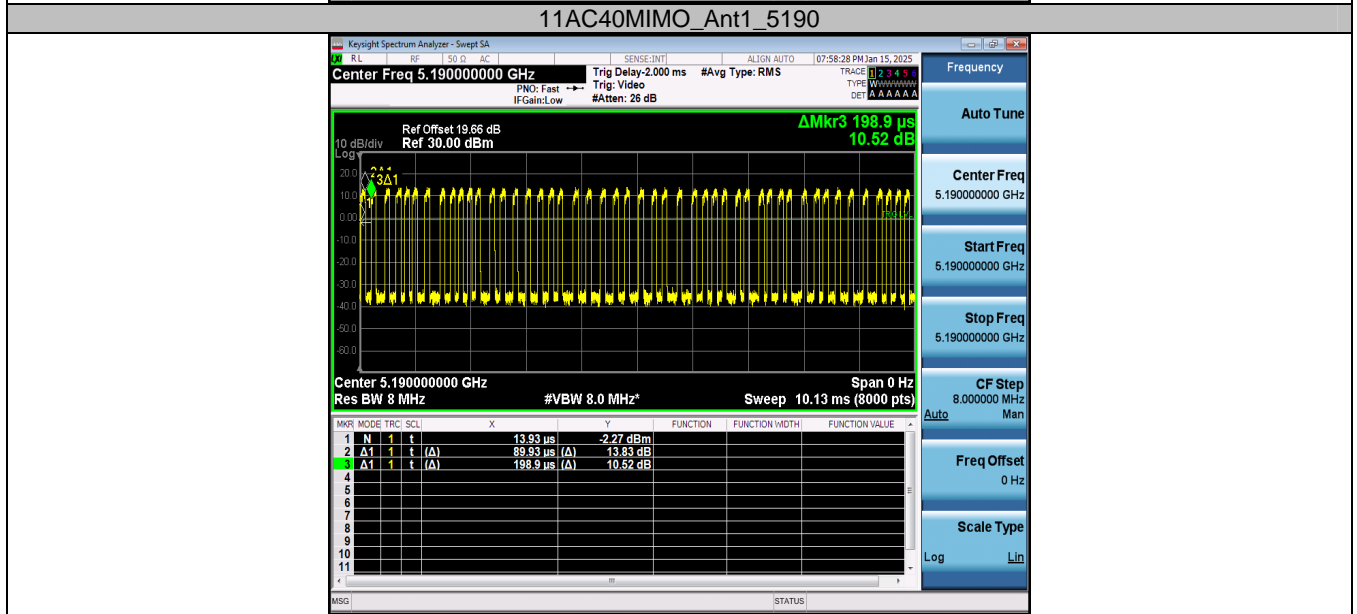 11AC40MIMO_Ant1_5190
Keysight Spectrum Analyzer - Swept SA
LXI RL RF 50 Ω AC SENSE:INT ALIGN AUTO 07:58:28 PM Jan 15, 2025
Center Freq 5.190000000 GHz
Trig Delay-2.000 ms #Avg Type: RMS
TRACE 1 2 3 4 5 6
PNO: Fast Trig: Video
TYPE WWWWWW
IFGain:Low #Atten: 26 dB
DET A A A A A A
ΔMkr3 198.9 µs
10.52 dB
Ref Offset 19.66 dB
10 dB/div Ref 30.00 dBm
Log
20.0
3Δ1
10.0
0.00
-10.0
-20.0
-30.0
-40.0
-50.0
-60.0
Center 5.190000000 GHz Span 0 Hz
Res BW 8 MHz #VBW 8.0 MHz* Sweep 10.13 ms (8000 pts)
MKR MODE TRC SCL X Y FUNCTION FUNCTION WIDTH FUNCTION VALUE
1 N 1 t 13.93 µs -2.27 dBm
2 Δ1 1 t (Δ) 89.93 µs (Δ) 13.83 dB
3 Δ1 1 t (Δ) 198.9 µs (Δ) 10.52 dB
4
5
6
7
8
9
10
11
MSG STATUS
Frequency
Auto Tune
Center Freq
5.190000000 GHz
Start Freq
5.190000000 GHz
Stop Freq
5.190000000 GHz
CF Step
8.000000 MHz
Auto Man
Freq Offset
0 Hz
Scale Type
Log Lin